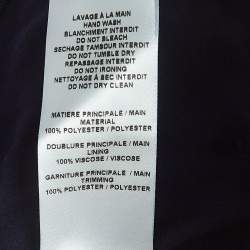 LAVAGE À LA MAIN
HAND WASH
BLANCHIMENT INTERDIT
DO NOT BLEACH
SECHAGE TAMBOUR INTERDIT
DO NOT TUMBLE DRY
REPASSAGE INTERDIT
DO NOT IRONING
NETTOYAGE À SEC INTERDIT
DO NOT DRY CLEAN
MATIERE PRINCIPALE / MAIN
MATERIAL
100% POLYESTER / POLYESTER
DOUBLURE PRINCIPALE / MAIN
LINING
100% VISCOSE / VISCOSE
GARNITURE PRINCIPALE / MAIN
TRIMMING
100% POLYESTER / POLYESTER